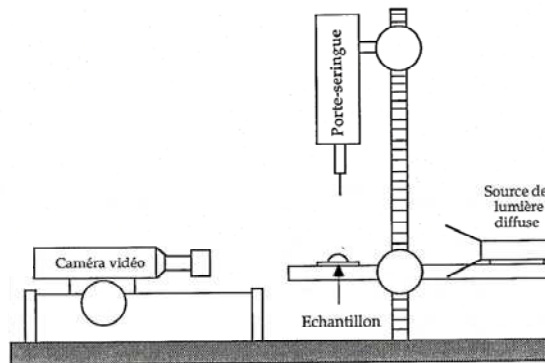 Porte-seringue
Source de
lumière
diffuse
Caméra vidéo
Echantillon